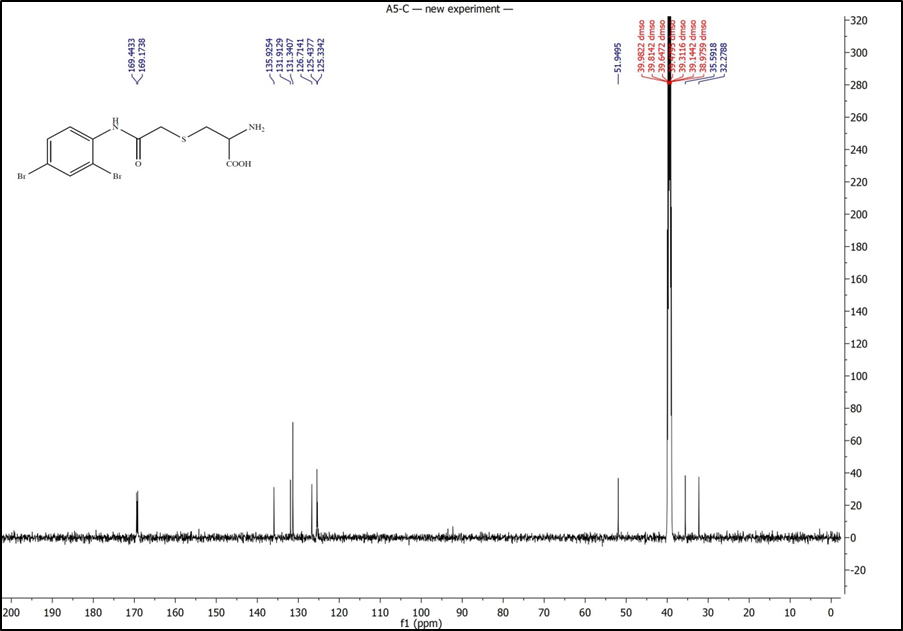 A5-C — new experiment —
169.4433
169.1738
135.9254
131.9129
131.3407
126.7141
125.4377
125.3342
51.9495
39.9822 dmso
39.8142 dmso
39.6472 dmso
39.3116 dmso
39.1442 dmso
38.9759 dmso
35.5918
32.2788
H
N
O
S
NH2
COOH
Br
Br
320
300
280
260
240
220
200
180
160
140
120
100
80
60
40
20
0
-20
200 190 180 170 160 150 140 130 120 110 100 90 80 70 60 50 40 30 20 10 0
f1 (ppm)